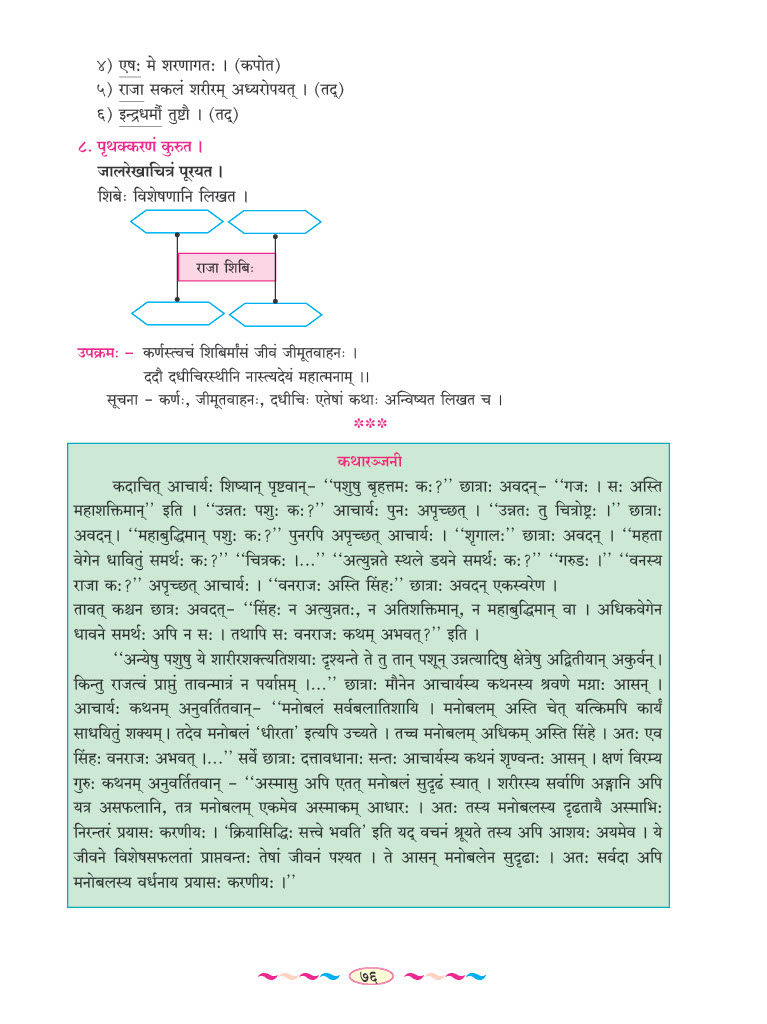 ४) एषः मे शरणागतः । (कपोत)
५) राजा सकलं शरीरम् अध्यरोपयत् । (तद्)
६) इन्द्रधर्मौ तुष्टौ । (तद्)
८. पृथक्करणं कुरुत ।
जालरेखाचित्रं पूरयत ।
शिबेः विशेषणानि लिखत ।
राजा शिबिः
उपक्रमः – कर्णस्त्वचं शिबिर्मांसं जीवं जीमूतवाहनः ।
ददौ दधीचिरस्थीनि नास्त्यदेयं महात्मनाम् ।।
सूचना – कर्णः, जीमूतवाहनः, दधीचिः एतेषां कथाः अन्विष्यत लिखत च ।
***
कथारञ्जनी
कदाचित् आचार्यः शिष्यान् पृष्टवान्– ‘‘पशुषु बृहत्तमः कः?’’ छात्राः अवदन्– ‘‘गजः । सः अस्ति
महाशक्तिमान्’’ इति । ‘‘उन्नतः पशुः कः?’’ आचार्यः पुनः अपृच्छत् । ‘‘उन्नतः तु चित्रोष्ट्रः ।’’ छात्राः
अवदन्। ‘‘महाबुद्धिमान् पशुः कः?’’ पुनरपि अपृच्छत् आचार्यः । ‘‘शृगालः’’ छात्राः अवदन् । ‘‘महता
वेगेन धावितुं समर्थः कः?’’ ‘‘चित्रकः ।...’’ ‘‘अत्युन्नते स्थले डयने समर्थः कः?’’ ‘‘गरुडः ।’’ ‘‘वनस्य
राजा कः?’’ अपृच्छत् आचार्यः । ‘‘वनराजः अस्ति सिंहः’’ छात्राः अवदन् एकस्वरेण ।
तावत् कश्चन छात्रः अवदत्– ‘‘सिंहः न अत्युन्नतः, न अतिशक्तिमान्, न महाबुद्धिमान् वा । अधिकवेगेन
धावने समर्थः अपि न सः । तथापि सः वनराजः कथम् अभवत्?’’ इति ।
‘‘अन्येषु पशुषु ये शारीरशक्त्यतिशयाः दृश्यन्ते ते तु तान् पशून् उन्नत्यादिषु क्षेत्रेषु अद्वितीयान् अकुर्वन्।
किन्तु राजत्वं प्राप्तुं तावन्मात्रं न पर्याप्तम् ।...’’ छात्राः मौनेन आचार्यस्य कथनस्य श्रवणे मग्नाः आसन् ।
आचार्यः कथनम् अनुवर्तितवान्– ‘‘मनोबलं सर्वबलातिशायि । मनोबलम् अस्ति चेत् यत्किमपि कार्यं
साधयितुं शक्यम्। तदेव मनोबलं ‘धीरता’ इत्यपि उच्यते । तच्च मनोबलम् अधिकम् अस्ति सिंहे । अतः एव
सिंहः वनराजः अभवत् ।...’’ सर्वे छात्राः दत्तावधानाः सन्तः आचार्यस्य कथनं शृण्वन्तः आसन् । क्षणं विरम्य
गुरुः कथनम् अनुवर्तितवान् – ‘‘अस्मासु अपि एतत् मनोबलं सुदृढं स्यात् । शरीरस्य सर्वाणि अङ्गानि अपि
यत्र असफलानि, तत्र मनोबलम् एकमेव अस्माकम् आधारः । अतः तस्य मनोबलस्य दृढतायै अस्माभिः
निरन्तरं प्रयासः करणीयः । ‘क्रियासिद्धिः सत्त्वे भवति’ इति यद् वचनं श्रूयते तस्य अपि आशयः अयमेव । ये
जीवने विशेषसफलतां प्राप्तवन्तः तेषां जीवनं पश्यत । ते आसन् मनोबलेन सुदृढाः । अतः सर्वदा अपि
मनोबलस्य वर्धनाय प्रयासः करणीयः ।’’
७६